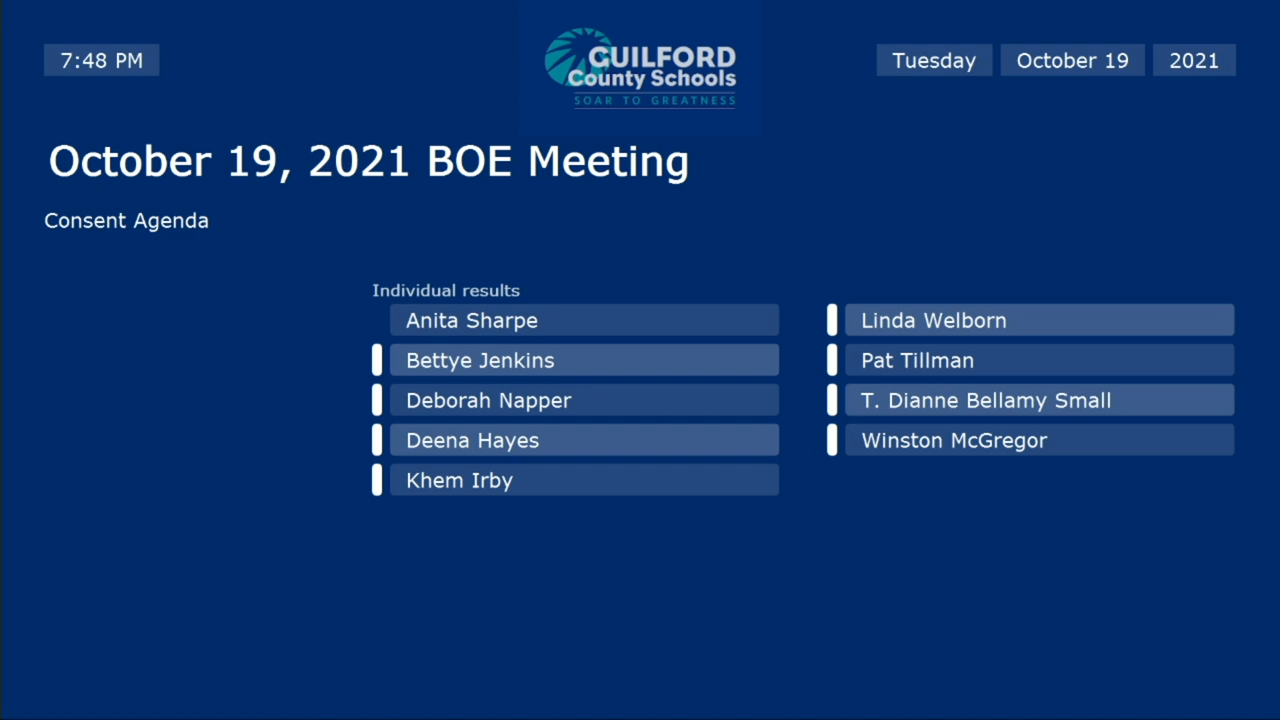 7:48 PM
GUILFORD
County Schools
SOAR TO GREATNESS
Tuesday October 19 2021
October 19, 2021 BOE Meeting
Consent Agenda
Individual results
Anita Sharpe
Bettye Jenkins
Deborah Napper
Deena Hayes
Khem Irby
Linda Welborn
Pat Tillman
T. Dianne Bellamy Small
Winston McGregor